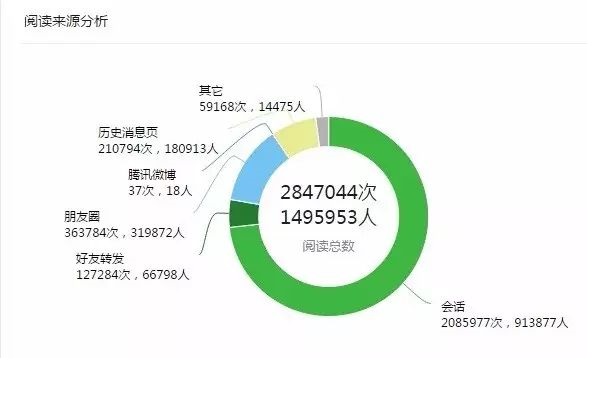 阅读来源分析
其它
59168次，14475人
历史消息页
210794次，180913人
腾讯微博
37次，18人
朋友圈
363784次，319872人
好友转发
127284次，66798人
2847044次
1495953人
阅读总数
会话
2085977次，913877人